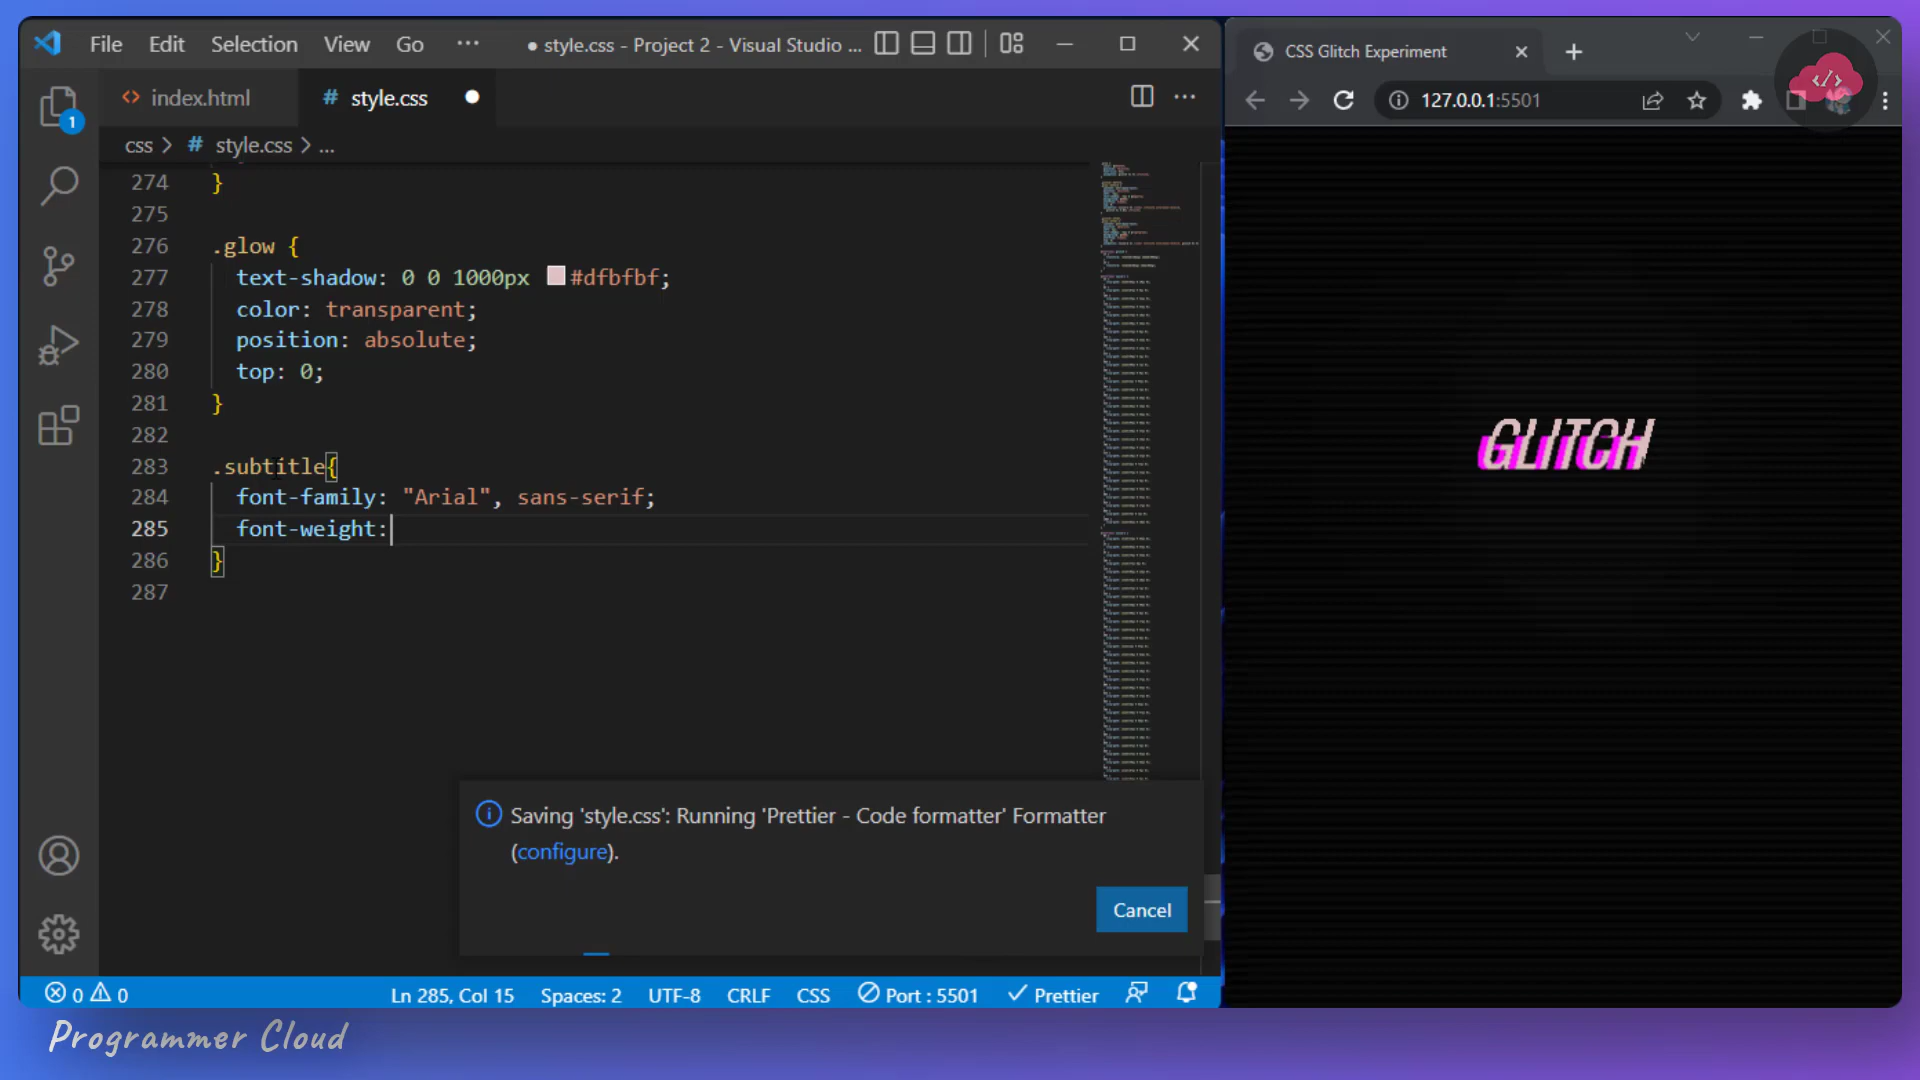 File Edit Selection View Go ··· ● style.css - Project 2 - Visual Studio ...
CSS Glitch Experiment
index.html # style.css
127.0.0.1:5501
css > # style.css > ...
274 }
275
276 .glow {
277 text-shadow: 0 0 1000px #dfbfbf;
278 color: transparent;
279 position: absolute;
280 top: 0;
281 }
282
283 .subtitle{
284 font-family: "Arial", sans-serif;
285 font-weight:
286 }
287
GLITCH
1
Saving 'style.css': Running 'Prettier - Code formatter' Formatter
(configure).
Cancel
0 0 Ln 285, Col 15 Spaces: 2 UTF-8 CRLF CSS Port : 5501 Prettier
Programmer Cloud